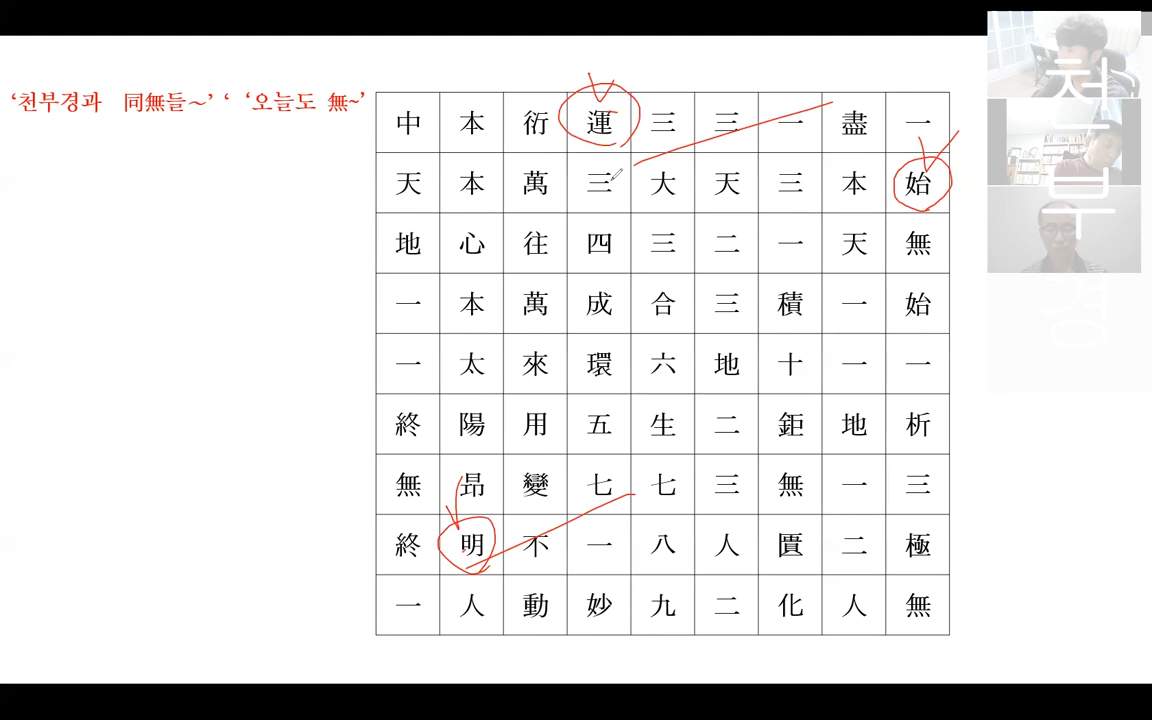 ‘천부경과 同無들～’ ‘ ‘오늘도 無~’
一始無始一析三極無
盡本天一一地一二人
一三一積十鉅無匱化
三天二三地二三人二
三大三合六生七八九
運三四成環五七一妙
衍萬往萬來用變不動
本本心本太陽昂明人
中天地一一終無終一
천부경